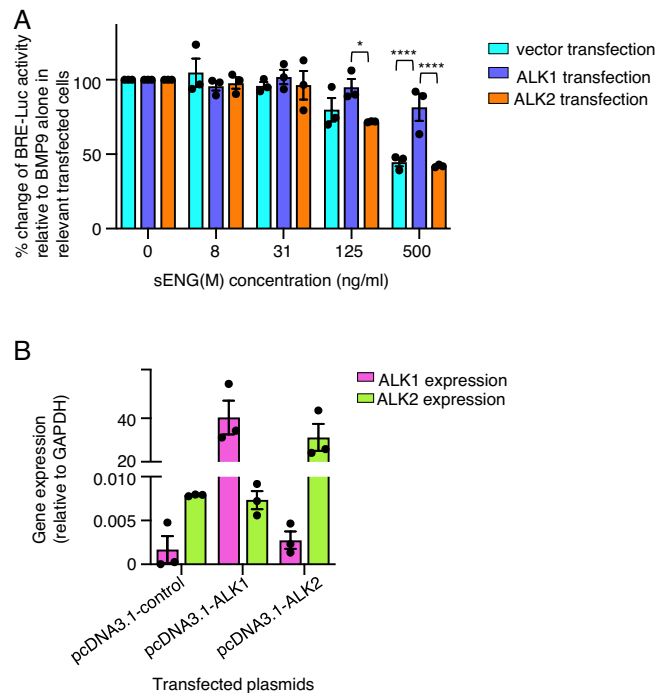 A
% change of BRE-Luc activity
relative to BMP9 alone in
relevant transfected cells
100
50
0
* **** ****
0 8 31 125 500
sENG(M) concentration (ng/ml)
vector transfection
ALK1 transfection
ALK2 transfection
B
Gene expression
(relative to GAPDH)
40
20
0.010
0.005
0.000
pcDNA3.1-control
pcDNA3.1-ALK1
pcDNA3.1-ALK2
Transfected plasmids
ALK1 expression
ALK2 expression